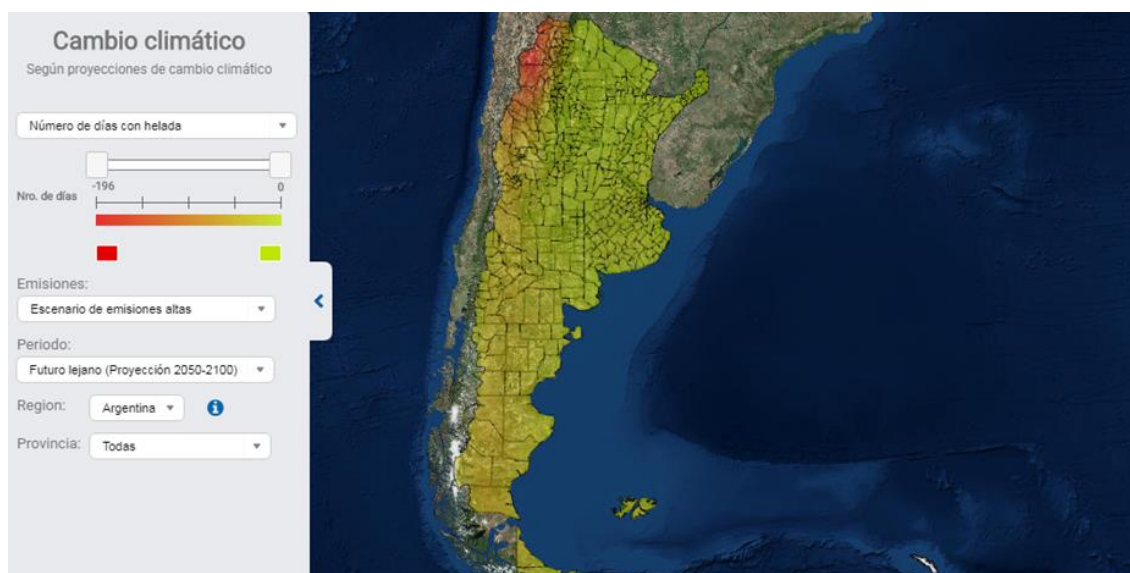 Cambio climático
Según proyecciones de cambio climático
Número de días con helada
-196 0
Nro. de días
Emisiones:
Escenario de emisiones altas
Periodo:
Futuro lejano (Proyección 2050-2100)
Region: Argentina
Provincia: Todas